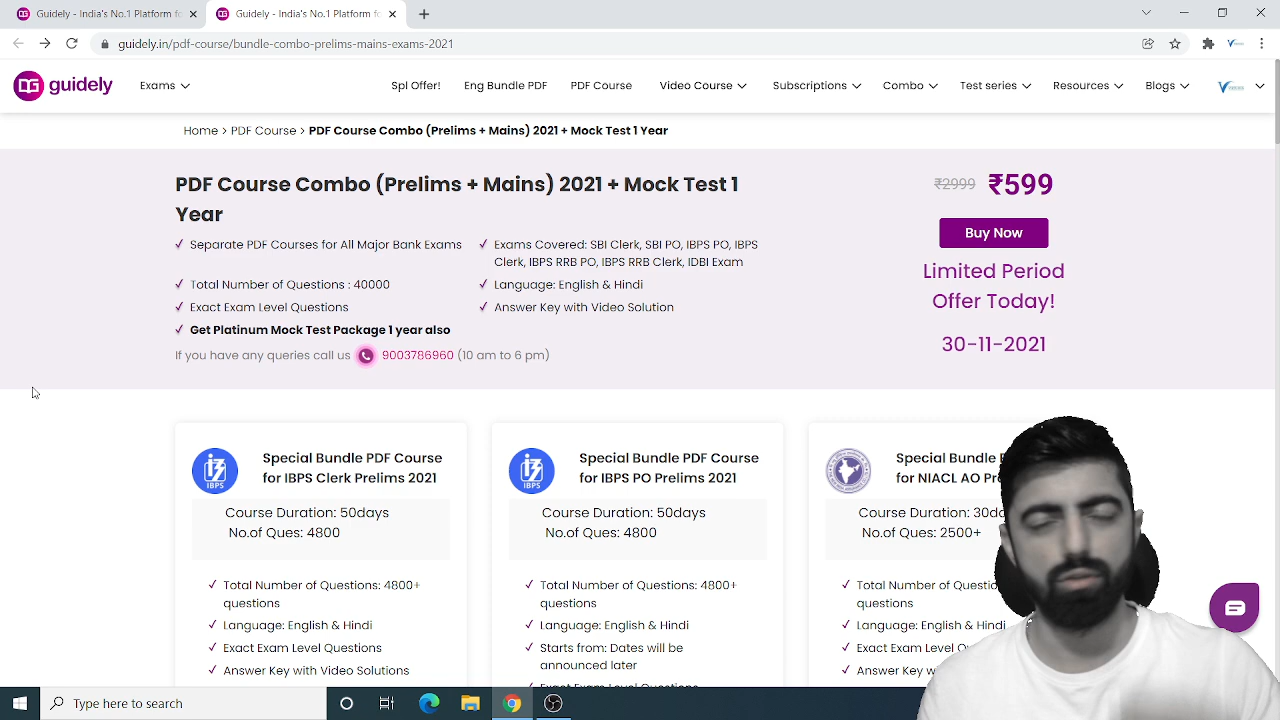 Guidely - India's No.1 Platform f
Guidely - India's No.1 Platform for
guidely.in/pdf-course/bundle-combo-prelims-mains-exams-2021
guidely
Exams
Spl Offer!
Eng Bundle PDF
PDF Course
Video Course
Subscriptions
Combo
Test series
Resources
Blogs
Home > PDF Course > PDF Course Combo (Prelims + Mains) 2021 + Mock Test 1 Year
PDF Course Combo (Prelims + Mains) 2021 + Mock Test 1
Year
₹2999 ₹599
Buy Now
Limited Period
Offer Today!
30-11-2021
✓ Separate PDF Courses for All Major Bank Exams
✓ Exams Covered: SBI Clerk, SBI PO, IBPS PO, IBPS
Clerk, IBPS RRB PO, IBPS RRB Clerk, IDBI Exam
✓ Total Number of Questions : 40000
✓ Language: English & Hindi
✓ Exact Exam Level Questions
✓ Answer Key with Video Solution
✓ Get Platinum Mock Test Package 1 year also
If you have any queries call us 9003786960 (10 am to 6 pm)
IBPS
Special Bundle PDF Course
for IBPS Clerk Prelims 2021
Course Duration: 50days
No.of Ques: 4800
✓ Total Number of Questions: 4800+
questions
✓ Language: English & Hindi
✓ Exact Exam Level Questions
✓ Answer Key with Video Solutions
IBPS
Special Bundle PDF Course
for IBPS PO Prelims 2021
Course Duration: 50days
No.of Ques: 4800
✓ Total Number of Questions: 4800+
questions
✓ Language: English & Hindi
✓ Starts from: Dates will be
announced later
Exact Exam Level Questions
Special Bundle
for NIACL AO Pr
Course Duration: 30d
No.of Ques: 2500+
✓ Total Number of Questio
questions
✓ Language: English & Hindi
✓ Exact Exam Level Q
✓ Answer Key w
Type here to search